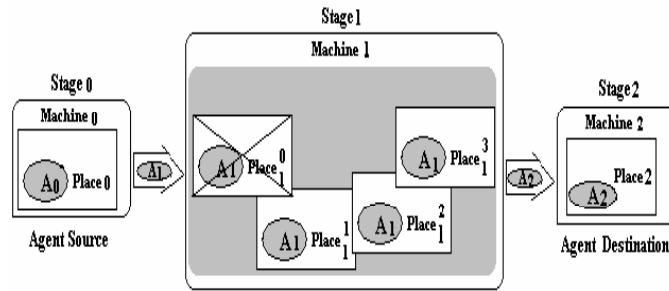 Stage 1
Machine 1
Stage 0
Machine 0
A0 Place 0
Agent Source
A1
A1 Place 0 1
A1 Place 1 1
A1 Place 2 1
A1 Place 3 1
A2
Stage 2
Machine 2
A2 Place 2
Agent Destination